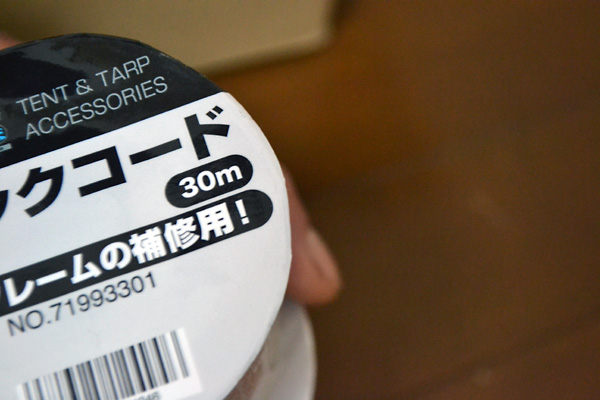 TENT & TARP
ACCESSORIES
ックコード
30m
レームの補修用!
NO.71993301